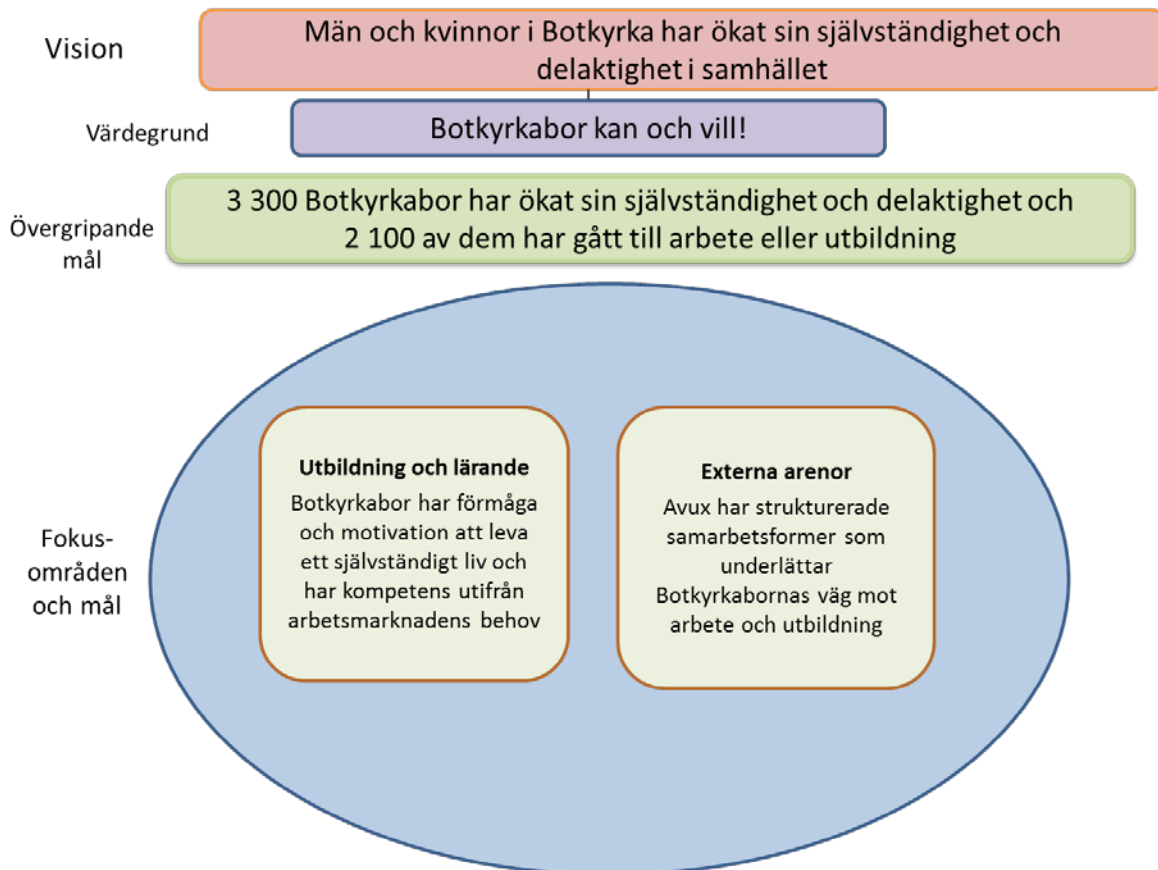 Vision
Män och kvinnor i Botkyrka har ökat sin självständighet och
delaktighet i samhället
Värdegrund
Botkyrkabor kan och vill!
Övergripande
mål
3 300 Botkyrkabor har ökat sin självständighet och delaktighet och
2 100 av dem har gått till arbete eller utbildning
Fokus-
områden
och mål
Utbildning och lärande
Botkyrkabor har förmåga
och motivation att leva
ett självständigt liv och
har kompetens utifrån
arbetsmarknadens behov
Externa arenor
Avux har strukturerade
samarbetsformer som
underlättar
Botkyrkabornas väg mot
arbete och utbildning